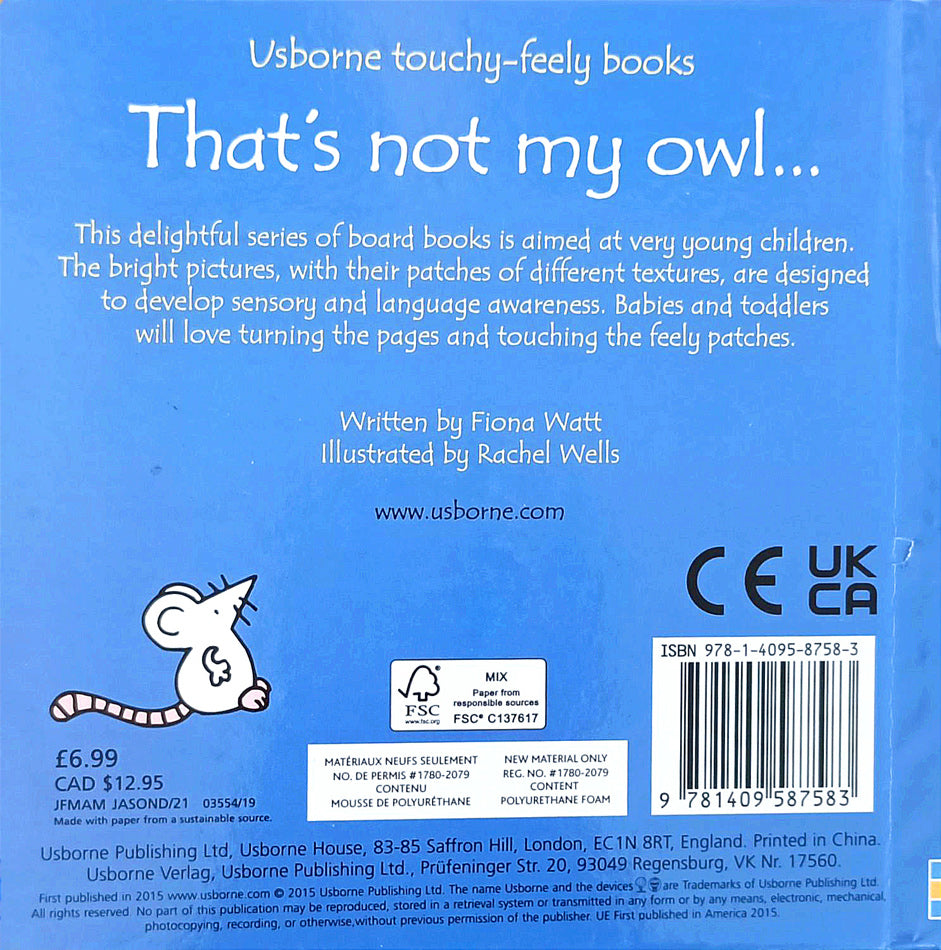 Usborne touchy-feely books
That's not my owl...
This delightful series of board books is aimed at very young children.
The bright pictures, with their patches of different textures, are designed
to develop sensory and language awareness. Babies and toddlers
will love turning the pages and touching the feely patches.
Written by Fiona Watt
Illustrated by Rachel Wells
www.usborne.com
CE UK
CA
ISBN 978-1-4095-8758-3
9 781409 587583
FSC
www.fsc.org
MIX
Paper from
responsible sources
FSC® C137617
£6.99
CAD $12.95
JFMAM JASOND/21 03554/19
Made with paper from a sustainable source.
MATÉRIAUX NEUFS SEULEMENT
NO. DE PERMIS #1780-2079
CONTENU
MOUSSE DE POLYURÉTHANE
NEW MATERIAL ONLY
REG. NO. #1780-2079
CONTENT
POLYURETHANE FOAM
Usborne Publishing Ltd, Usborne House, 83-85 Saffron Hill, London, EC1N 8RT, England. Printed in China.
Usborne Verlag, Usborne Publishing Ltd., Prüfeninger Str. 20, 93049 Regensburg, VK Nr. 17560.
First published in 2015 www.usborne.com © 2015 Usborne Publishing Ltd. The name Usborne and the devices are Trademarks of Usborne Publishing Ltd.
All rights reserved. No part of this publication may be reproduced, stored in a retrieval system or transmitted in any form or by any means, electronic, mechanical,
photocopying, recording, or otherwise,without previous permission of the publisher. UE First published in America 2015.